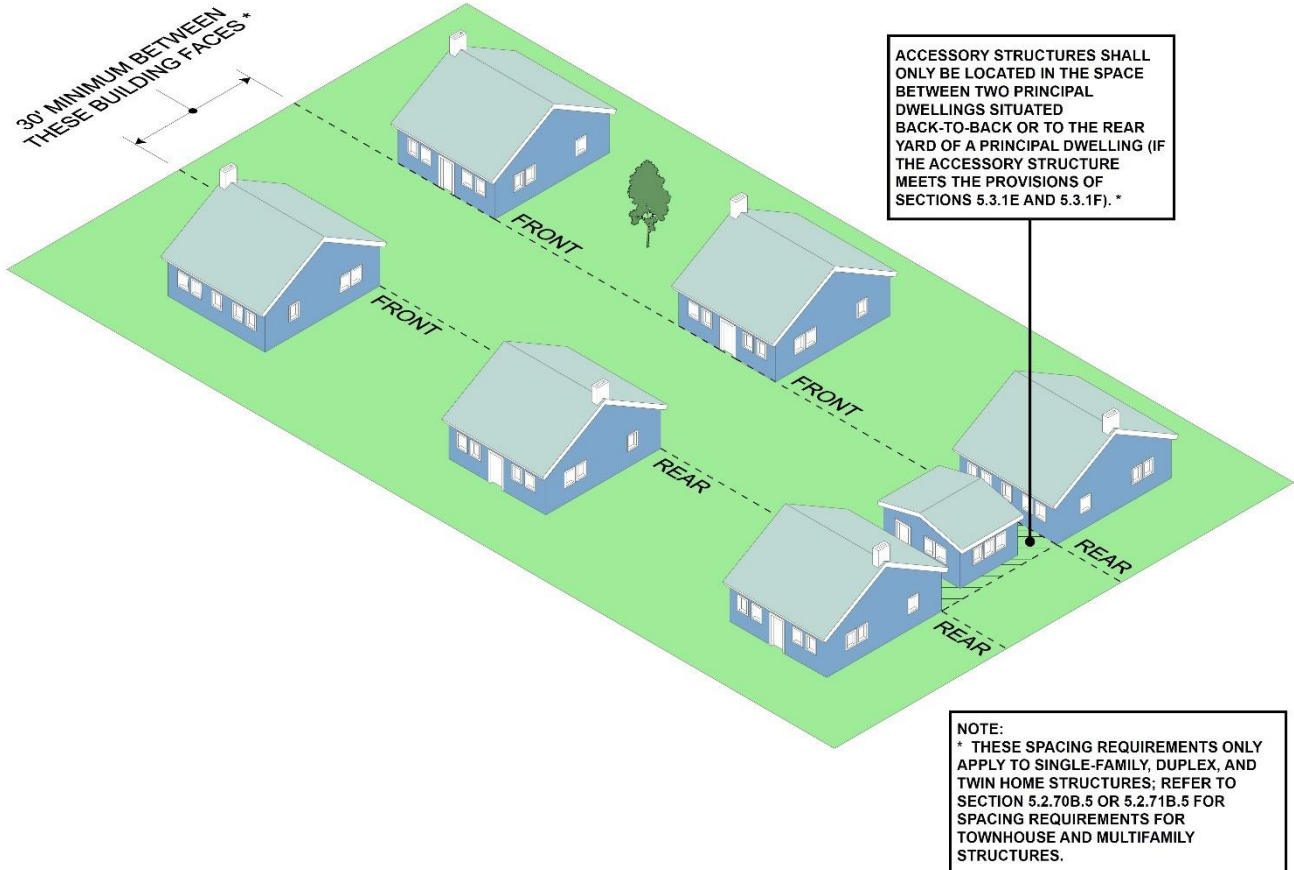 30' MINIMUM BETWEEN
THESE BUILDING FACES *
ACCESSORY STRUCTURES SHALL
ONLY BE LOCATED IN THE SPACE
BETWEEN TWO PRINCIPAL
DWELLINGS SITUATED
BACK-TO-BACK OR TO THE REAR
YARD OF A PRINCIPAL DWELLING (IF
THE ACCESSORY STRUCTURE
MEETS THE PROVISIONS OF
SECTIONS 5.3.1E AND 5.3.1F). *
FRONT
FRONT
FRONT
REAR
REAR
REAR
NOTE:
* THESE SPACING REQUIREMENTS ONLY
APPLY TO SINGLE-FAMILY, DUPLEX, AND
TWIN HOME STRUCTURES; REFER TO
SECTION 5.2.70B.5 OR 5.2.71B.5 FOR
SPACING REQUIREMENTS FOR
TOWNHOUSE AND MULTIFAMILY
STRUCTURES.